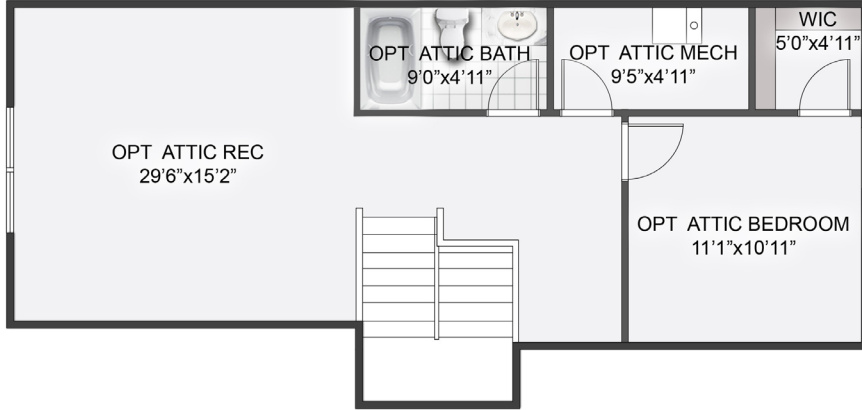 OPT ATTIC BATH
9'0"x4'11"
OPT ATTIC MECH
9'5"x4'11"
WIC
5'0"x4'11"
OPT ATTIC REC
29'6"x15'2"
OPT ATTIC BEDROOM
11'1"x10'11"